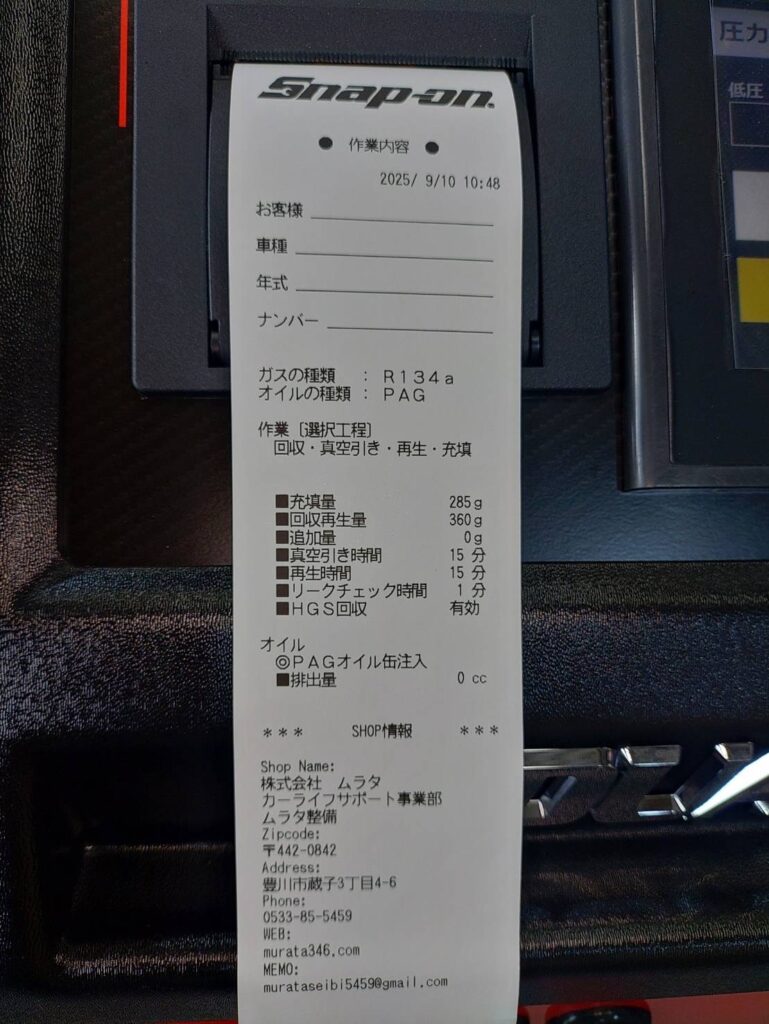 Snap-on
● 作業内容 ●
2025/ 9/10 10:48
お客様
車種
年式
ナンバー
ガスの種類 : R134a
オイルの種類 : PAG
作業〔選択工程〕
回収・真空引き・再生・充填
■充填量 285g
■回収再生量 360g
■追加量 0g
■真空引き時間 15 分
■再生時間 15 分
■リークチェック時間 1 分
■HGS回収 有効
オイル
◎PAGオイル缶注入
■排出量 0 cc
*** SHOP情報 ***
Shop Name:
株式会社 ムラタ
カーライフサポート事業部
ムラタ整備
Zipcode:
〒442-0842
Address:
豊川市蔵子3丁目4-6
Phone:
0533-85-5459
WEB:
murata346.com
MEMO:
murataseibi5459@gmail.com
圧力
低圧